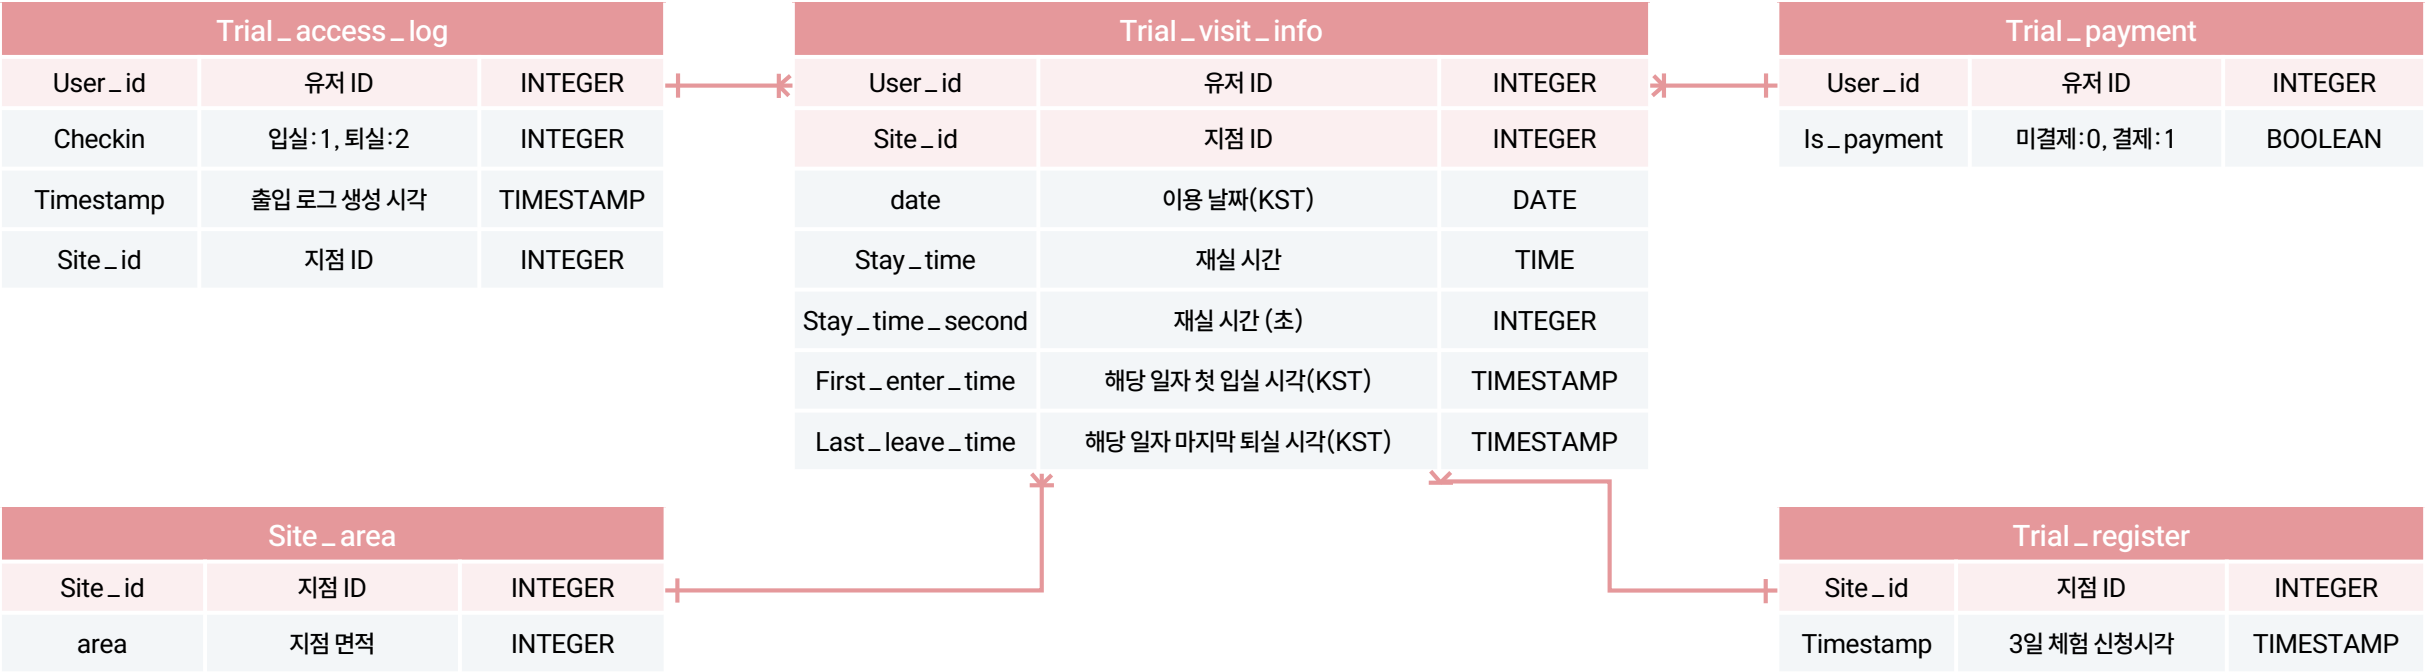 Trial_access_log
User_id 유저 ID INTEGER
Checkin 입실:1, 퇴실:2 INTEGER
Timestamp 출입 로그 생성 시각 TIMESTAMP
Site_id 지점 ID INTEGER
Trial_visit_info
User_id 유저 ID INTEGER
Site_id 지점 ID INTEGER
date 이용 날짜(KST) DATE
Stay_time 재실 시간 TIME
Stay_time_second 재실 시간 (초) INTEGER
First_enter_time 해당 일자 첫 입실 시각(KST) TIMESTAMP
Last_leave_time 해당 일자 마지막 퇴실 시각(KST) TIMESTAMP
Trial_payment
User_id 유저 ID INTEGER
Is_payment 미결제:0, 결제:1 BOOLEAN
Site_area
Site_id 지점 ID INTEGER
area 지점 면적 INTEGER
Trial_register
Site_id 지점 ID INTEGER
Timestamp 3일 체험 신청시각 TIMESTAMP